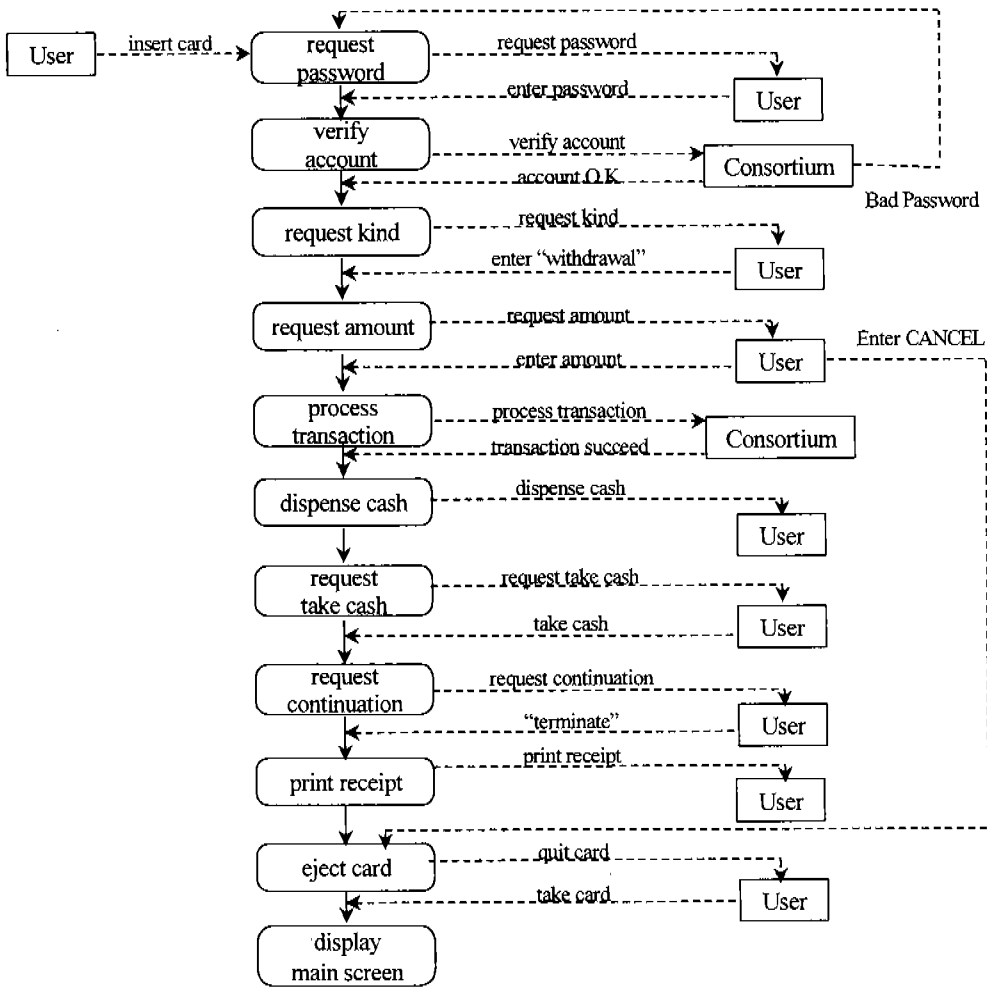 User
insert card
request
password
request password
User
enter password
verify
account
verify account
Consortium
account O.K
Bad Password
request kind
request kind
User
enter “withdrawal”
request amount
request amount
User
Enter CANCEL
enter amount
process
transaction
process transaction
Consortium
transaction succeed
dispense cash
dispense cash
User
request
take cash
request take cash
User
take cash
request
continuation
request continuation
User
“terminate”
print receipt
print receipt
User
eject card
quit card
User
take card
display
main screen